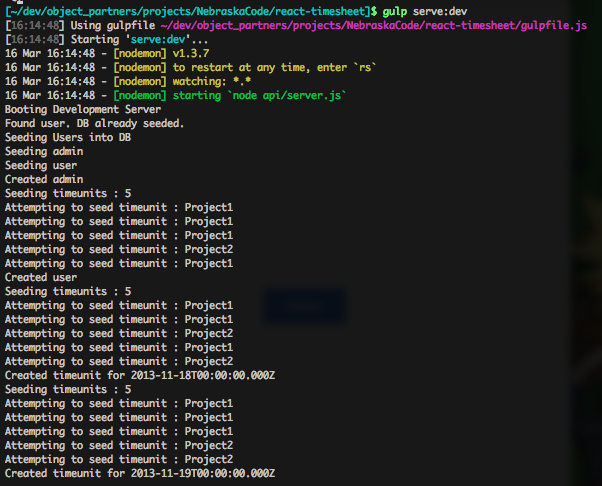 [~/dev/object_partners/projects/NebraskaCode/react-timesheet]$ gulp serve:dev
[16:14:48] Using gulpfile ~/dev/object_partners/projects/NebraskaCode/react-timesheet/gulpfile.js
[16:14:48] Starting 'serve:dev'...
16 Mar 16:14:48 - [nodemon] v1.3.7
16 Mar 16:14:48 - [nodemon] to restart at any time, enter `rs`
16 Mar 16:14:48 - [nodemon] watching: *.*
16 Mar 16:14:48 - [nodemon] starting `node api/server.js`
Booting Development Server
Found user. DB already seeded.
Seeding Users into DB
Seeding admin
Seeding user
Created admin
Seeding timeunits : 5
Attempting to seed timeunit : Project1
Attempting to seed timeunit : Project1
Attempting to seed timeunit : Project1
Attempting to seed timeunit : Project2
Attempting to seed timeunit : Project1
Created user
Seeding timeunits : 5
Attempting to seed timeunit : Project1
Attempting to seed timeunit : Project1
Attempting to seed timeunit : Project2
Attempting to seed timeunit : Project1
Attempting to seed timeunit : Project2
Created timeunit for 2013-11-18T00:00:00.000Z
Seeding timeunits : 5
Attempting to seed timeunit : Project1
Attempting to seed timeunit : Project1
Attempting to seed timeunit : Project1
Attempting to seed timeunit : Project2
Attempting to seed timeunit : Project2
Created timeunit for 2013-11-19T00:00:00.000Z